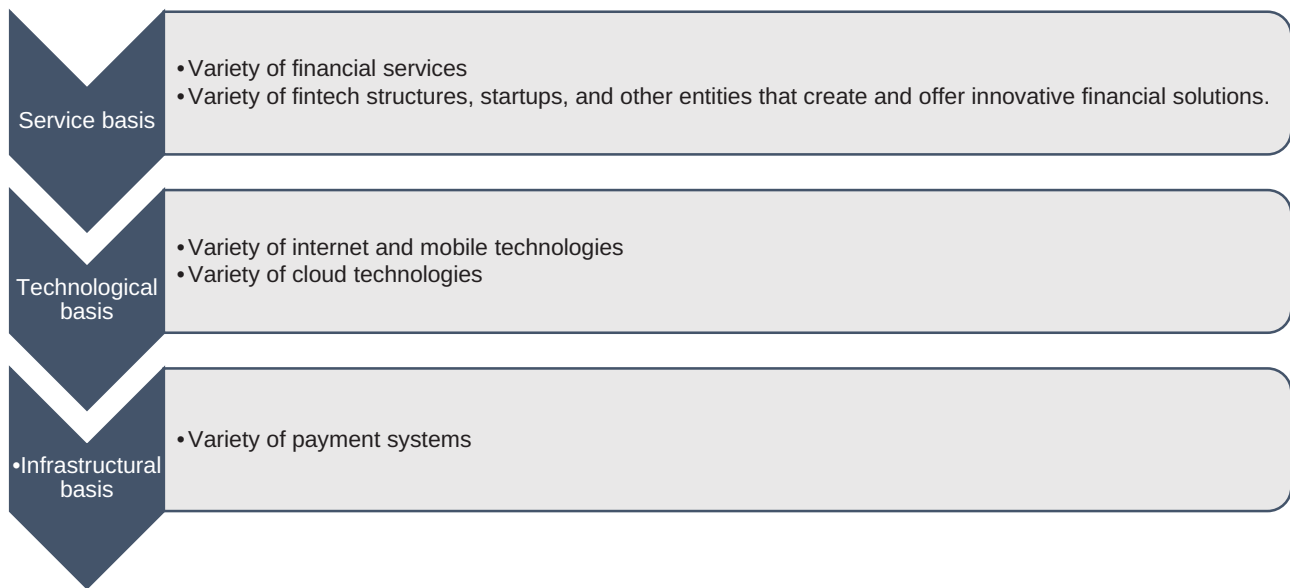 Service basis
•Variety of financial services
•Variety of fintech structures, startups, and other entities that create and offer innovative financial solutions.
Technological
basis
•Variety of internet and mobile technologies
•Variety of cloud technologies
•Infrastructural
basis
•Variety of payment systems